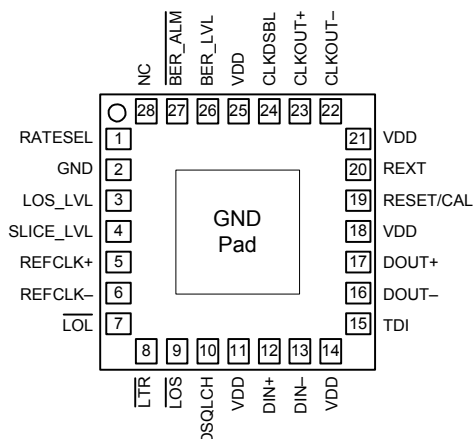 NC
BER_ALM
BER_LVL
VDD
CLKDSBL
CLKOUT+
CLKOUT–
28 27 26 25 24 23 22
RATESEL 1
GND 2
LOS_LVL 3
SLICE_LVL 4
REFCLK+ 5
REFCLK– 6
LOL 7
GND
Pad
21 VDD
20 REXT
19 RESET/CAL
18 VDD
17 DOUT+
16 DOUT–
15 TDI
8 9 10 11 12 13 14
LTR
LOS
DSQLCH
VDD
DIN+
DIN–
VDD